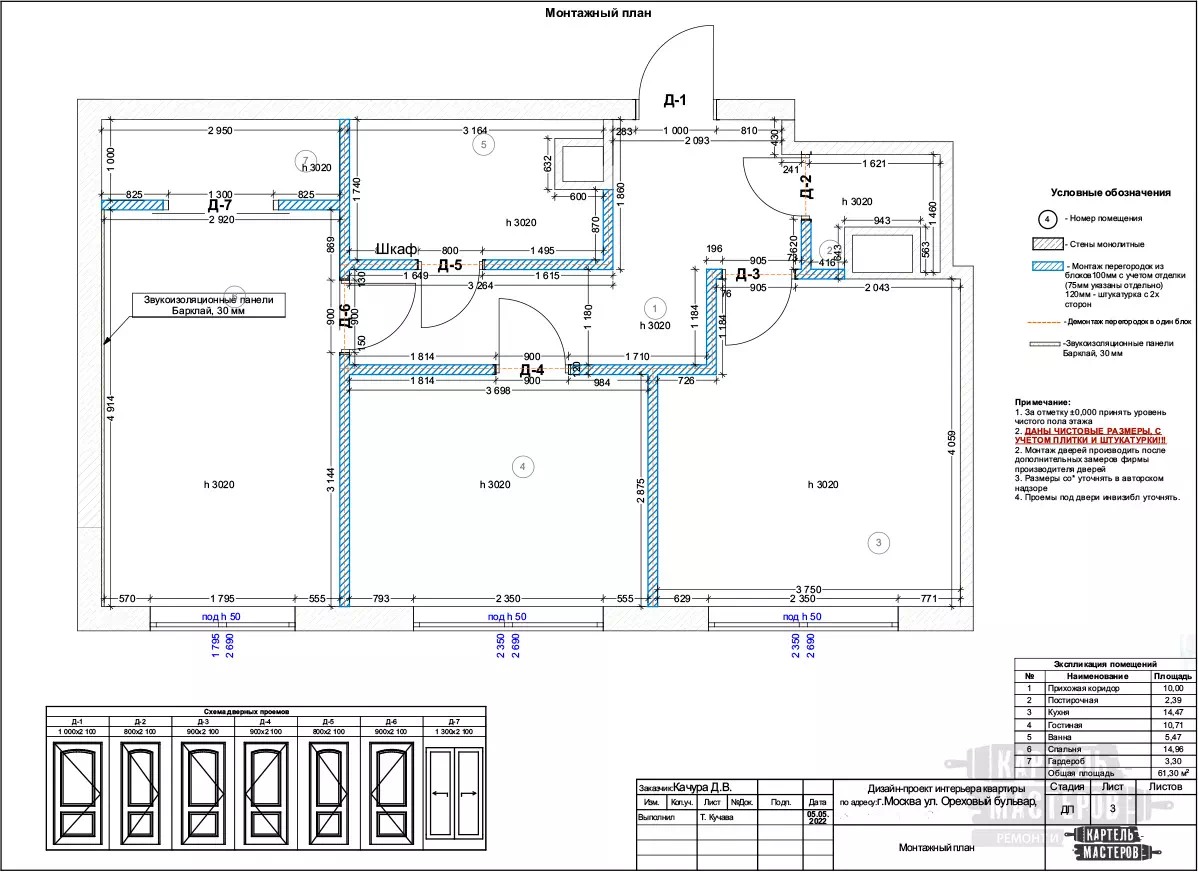 Монтажный план
Д-1
2 950
3 164
283
1 000
810
2 093
430
1 000
7
h 3020
5
632
600
1 740
1 860
870
h 3020
241
1 621
Д-2
h 3020
1 460
943
563
643
2
416
620
73
825
1 300
825
Д-7
2 920
869
Шкаф
800
1 495
Д-5
1 649
1 615
3 264
130
196
905
Д-3
905
2 043
76
6
Звукоизоляционные панели
Барклай, 30 мм
900
Д-6
900
150
1 180
1
h 3020
1 184
1 184
1 814
900
1 710
Д-4
120
1 814
900
984
726
3 698
4 914
3 144
2 875
4 059
4
h 3020
h 3020
h 3020
3
570
1 795
555
793
2 350
555
629
3 750
2 350
771
под h 50
под h 50
под h 50
1 795
2 690
2 350
2 690
2 350
2 690
Условные обозначения
4
- Номер помещения
- Стены монолитные
- Монтаж перегородок из
блоков100мм с учетом отделки
(75мм указаны отдельно)
120мм - штукатурка с 2х
сторон
- Демонтаж перегородок в один блок
-Звукоизоляционные панели
Барклай, 30 мм
Примечание:
1. За отметку ±0,000 принять уровень
чистого пола этажа
2. ДАНЫ ЧИСТОВЫЕ РАЗМЕРЫ, С
УЧЕТОМ ПЛИТКИ И ШТУКАТУРКИ!!!
2. Монтаж дверей производить после
дополнительных замеров фирмы
производителя дверей
3. Размеры со* уточнять в авторском
надзоре
4. Проемы под двери инвизибл уточнять.
Экспликация помещений
№ Наименование Площадь
1 Прихожая коридор 10,00
2 Постирочная 2,39
3 Кухня 14,47
4 Гостиная 10,71
5 Ванна 5,47
6 Спальня 14,96
7 Гардероб 3,30
Общая площадь 61,30 м²
Схема дверных проемов
Д-1 Д-2 Д-3 Д-4 Д-5 Д-6 Д-7
1 000х2 100 800х2 100 900х2 100 900х2 100 800х2 100 900х2 100 1 300х2 100
Заказчик:Качура Д.В.
Изм. Кол.уч. Лист №Док. Подп. Дата
Выполнил Т. Кучава 05.05.
2022
Дизайн-проект интерьера квартиры
по адресу:г.Москва ул. Ореховый бульвар,
Стадия Лист Листов
ДП 3
Монтажный план
КАРТЕЛЬ
МАСТЕРОВ
КАРТЕЛЬ
МАСТЕРОВ
РЕМОНТИ